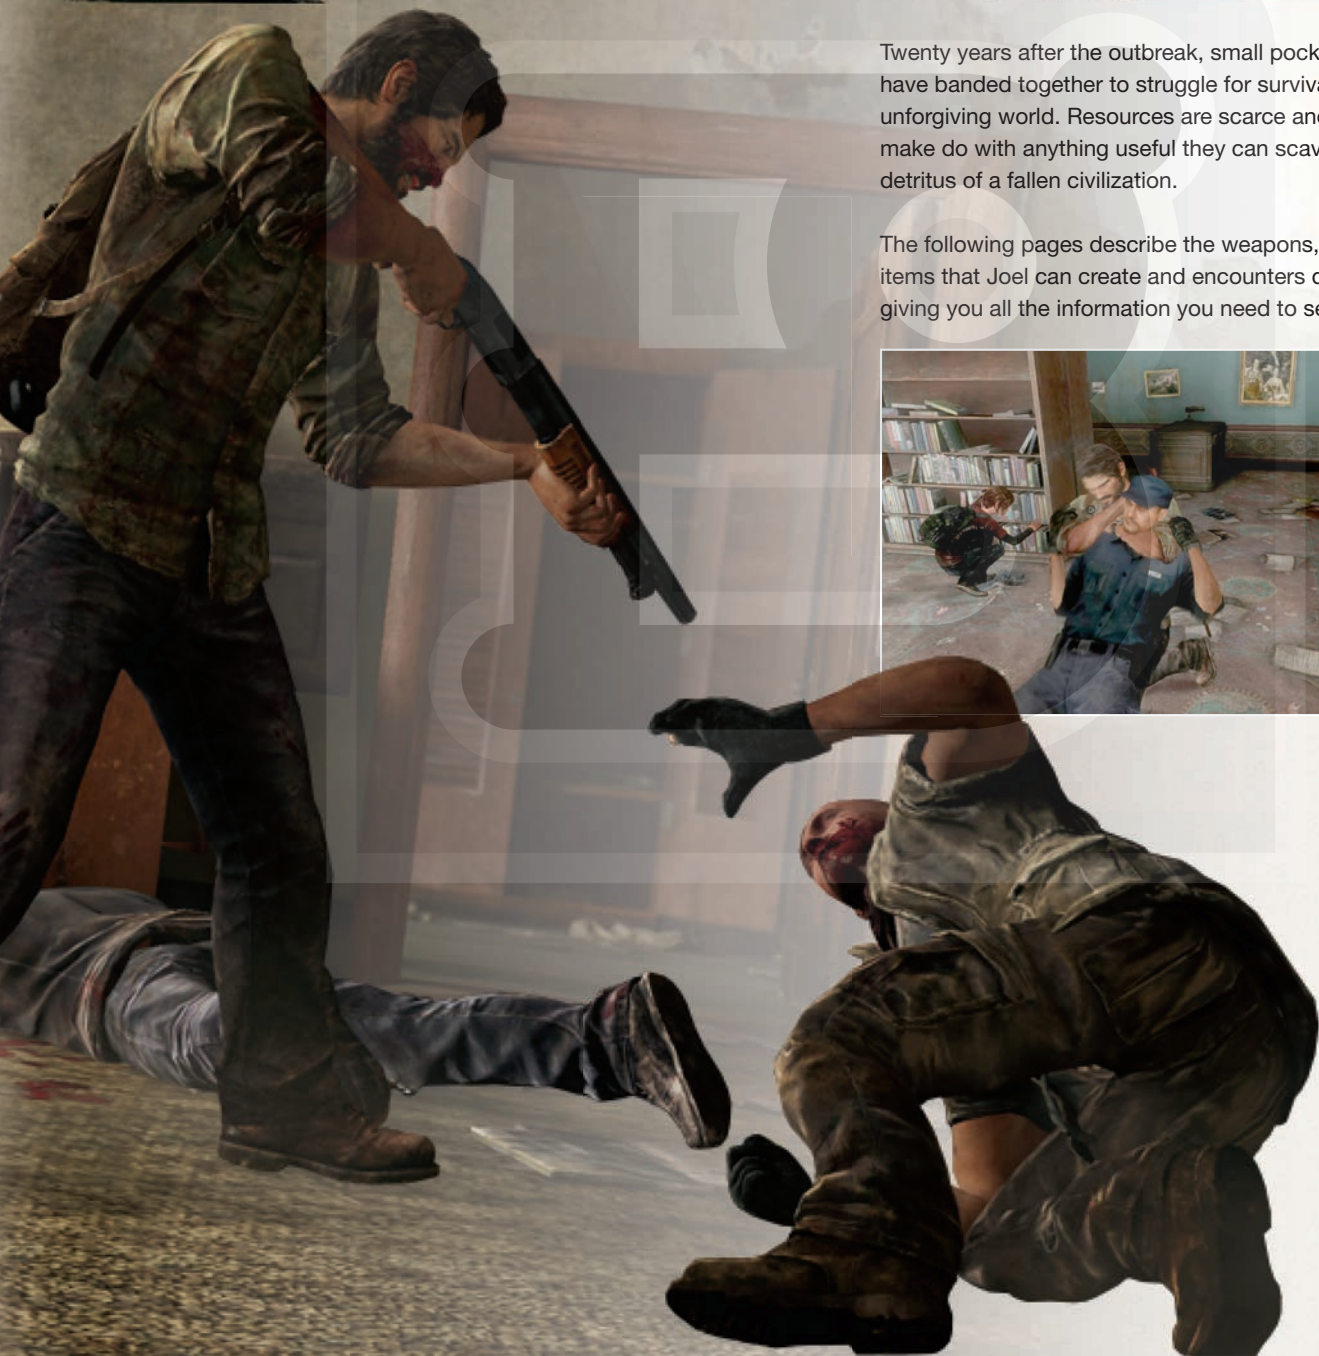 Twenty years after the outbreak, small pock
have banded together to struggle for surviva
unforgiving world. Resources are scarce and
make do with anything useful they can scav
detritus of a fallen civilization.
The following pages describe the weapons,
items that Joel can create and encounters
giving you all the information you need to se